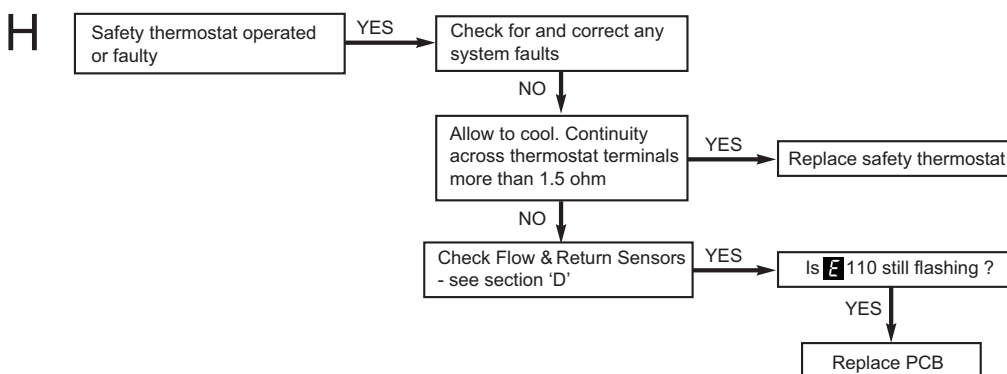 H
Safety thermostat operated
or faulty
YES
Check for and correct any
system faults
NO
Allow to cool. Continuity
across thermostat terminals
more than 1.5 ohm
YES
Replace safety thermostat
NO
Check Flow & Return Sensors
- see section ‘D’
YES
Is E 110 still flashing ?
YES
Replace PCB